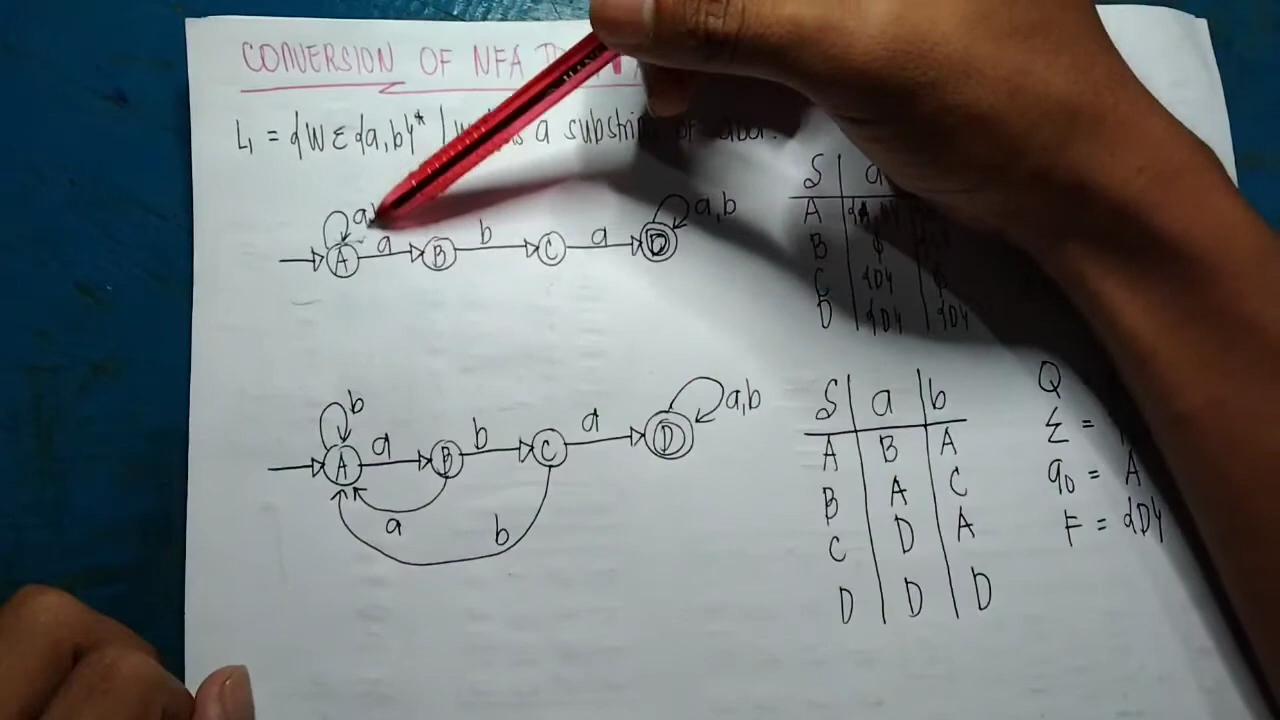 CONVERSION OF NFA
L₁ = {W ε {a,b}* | a substri
a,b
a b a
A B C D
S a
A
B ϕ
C {D} ϕ
D {D} {D}
b a,b
a b a
A B C D
a
b
S a b
A B A
B A C
C D A
D D D
Q
Σ =
q₀ = A
F = {D}